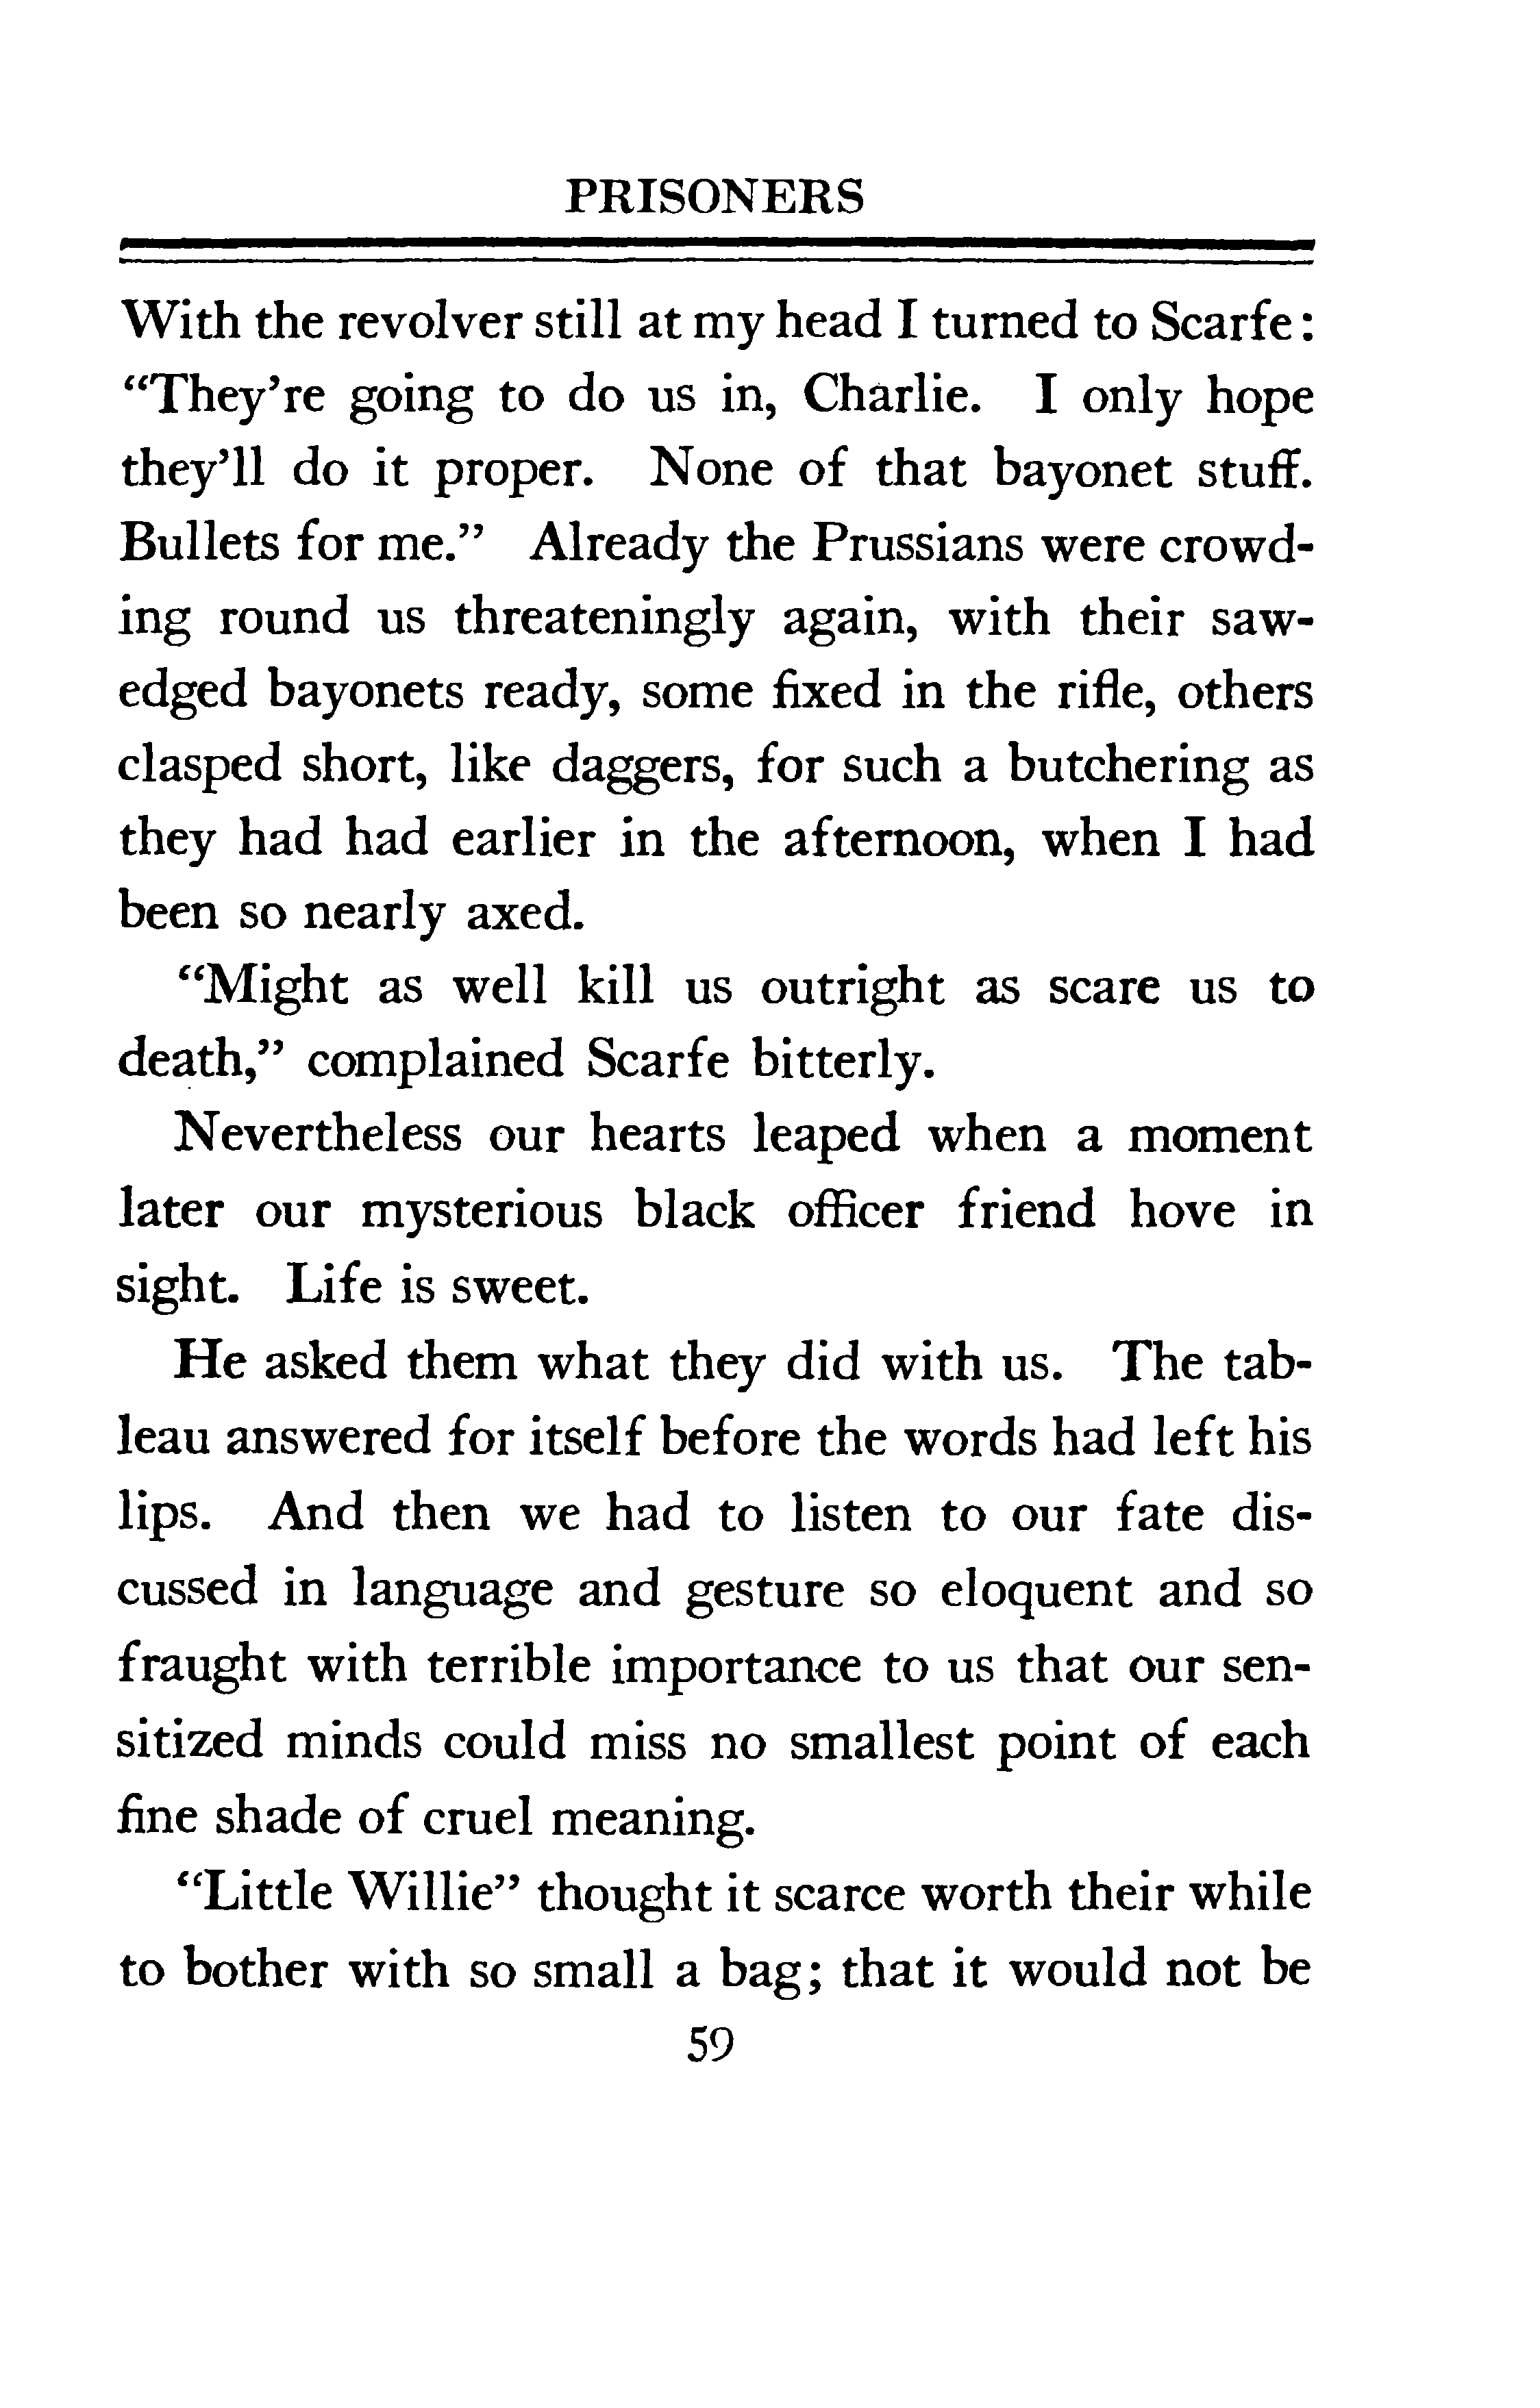 PRISONERS
With the revolver still at my head I turned to Scarfe:
“They’re going to do us in, Charlie. I only hope
they’ll do it proper. None of that bayonet stuff.
Bullets for me.” Already the Prussians were crowd-
ing round us threateningly again, with their saw-
edged bayonets ready, some fixed in the rifle, others
clasped short, like daggers, for such a butchering as
they had had earlier in the afternoon, when I had
been so nearly axed.
“Might as well kill us outright as scare us to
death,” complained Scarfe bitterly.
Nevertheless our hearts leaped when a moment
later our mysterious black officer friend hove in
sight. Life is sweet.
He asked them what they did with us. The tab-
leau answered for itself before the words had left his
lips. And then we had to listen to our fate dis-
cussed in language and gesture so eloquent and so
fraught with terrible importance to us that our sen-
sitized minds could miss no smallest point of each
fine shade of cruel meaning.
“Little Willie” thought it scarce worth their while
to bother with so small a bag; that it would not be
59